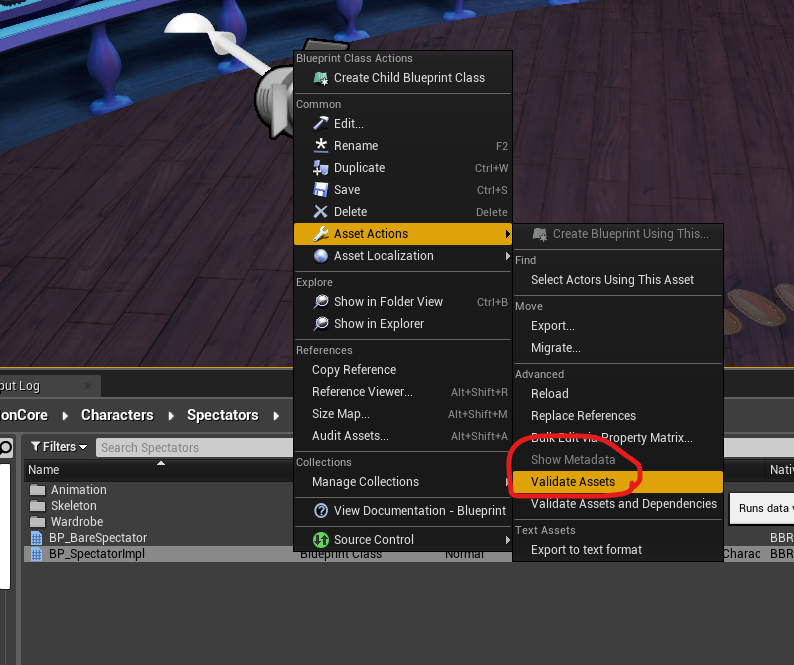 Blueprint Class Actions
Create Child Blueprint Class
Common
Edit...
Rename F2
Duplicate Ctrl+W
Save Ctrl+S
Delete Delete
Asset Actions
Asset Localization
Explore
Show in Folder View Ctrl+B
Show in Explorer
References
Copy Reference
Reference Viewer... Alt+Shift+R
Size Map... Alt+Shift+M
Audit Assets... Alt+Shift+A
Collections
Manage Collections
View Documentation - Blueprint
Source Control
Create Blueprint Using This...
Find
Select Actors Using This Asset
Move
Export...
Migrate...
Advanced
Reload
Replace References
Bulk Edit via Property Matrix...
Show Metadata
Validate Assets
Validate Assets and Dependencies
Text Assets
Export to text format
Runs data
put Log
onCore Characters Spectators
Filters Search Spectators
Name Nativ
Animation
Skeleton
Wardrobe
BP_BareSpectator BBR
BP_SpectatorImpl Blueprint Class Normal Charac BBR